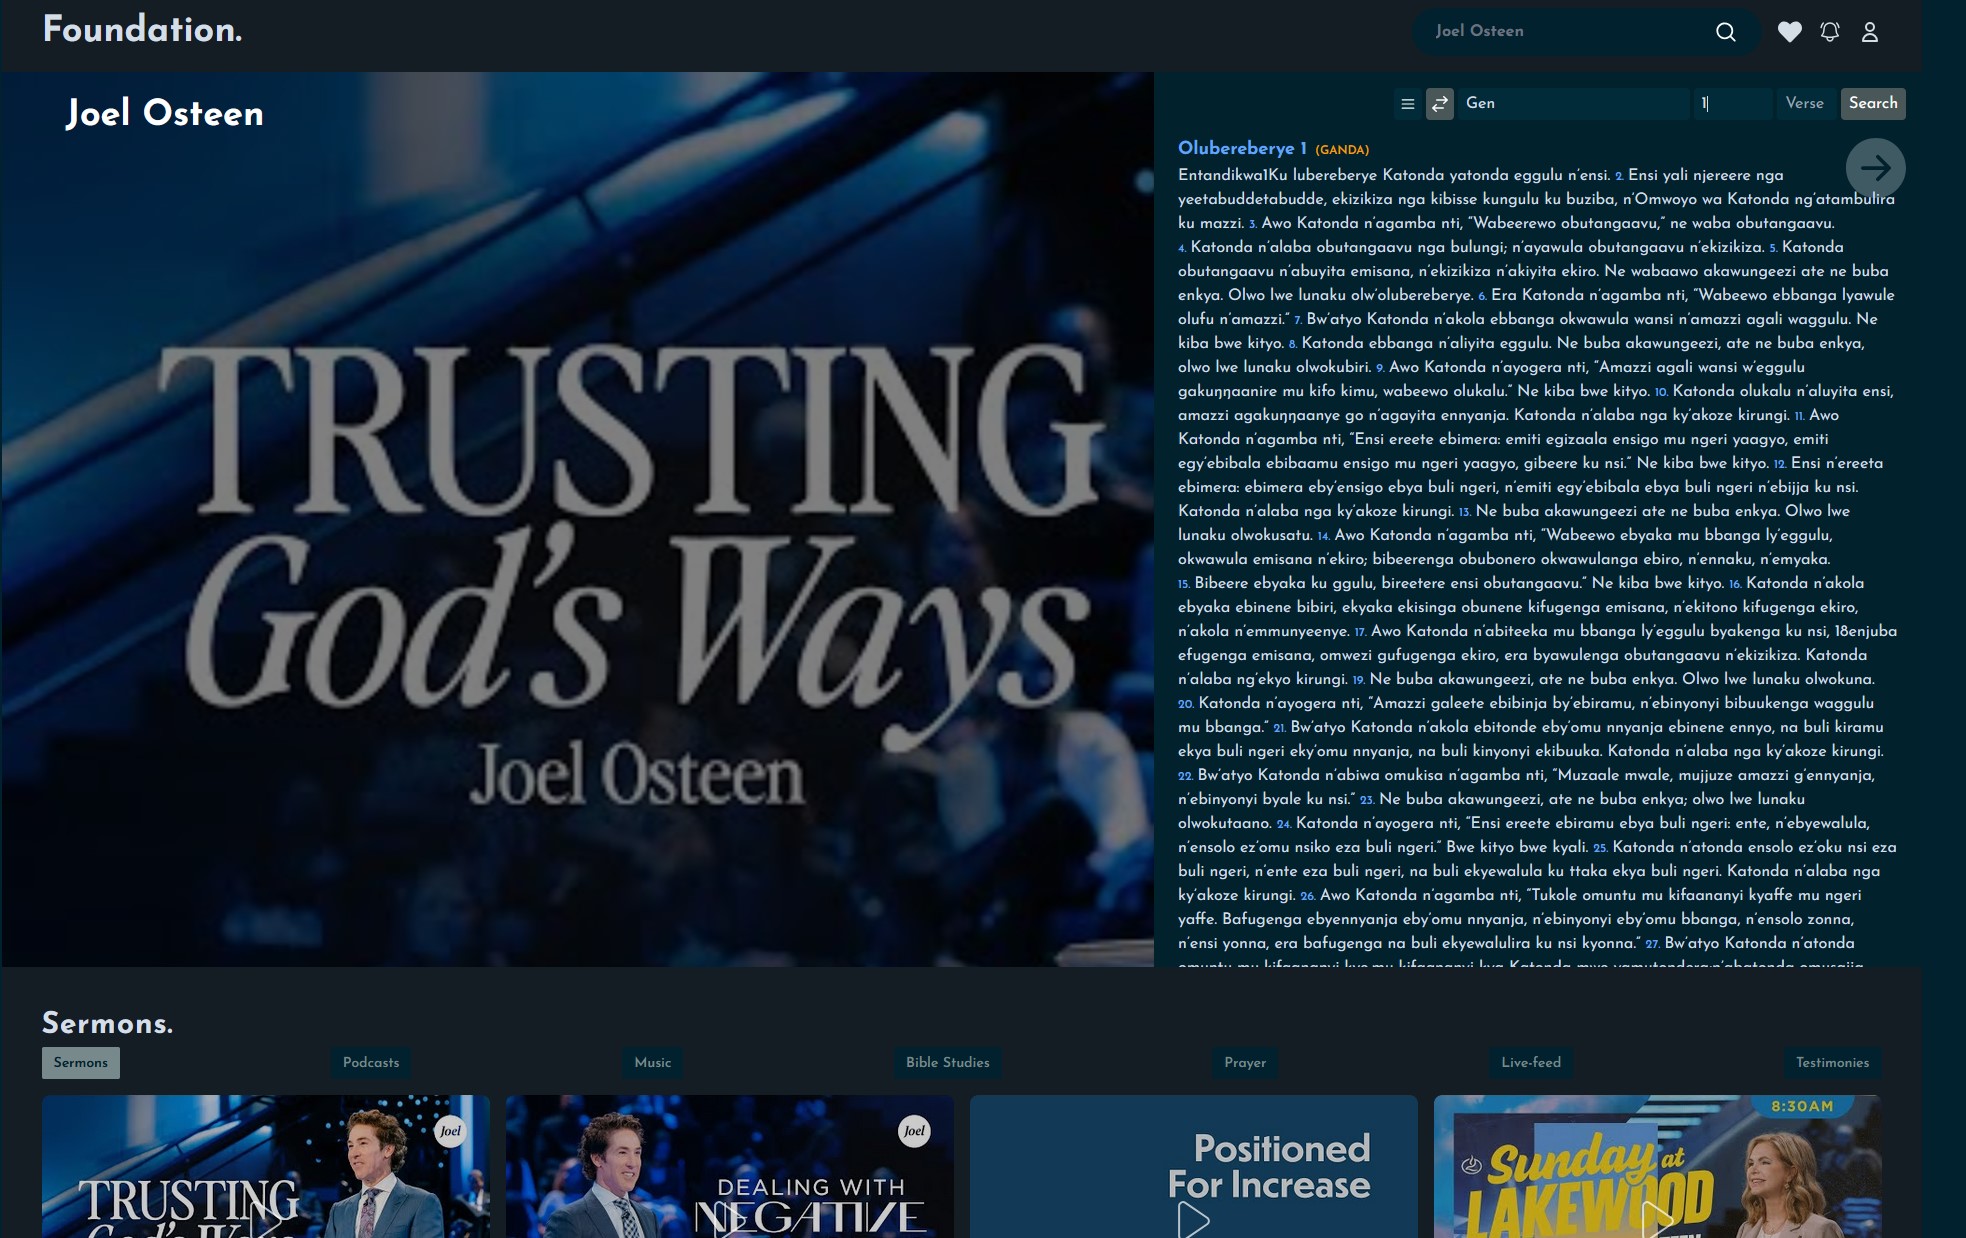 Foundation.
Joel Osteen
Joel Osteen
TRUSTING
God's Ways
Joel Osteen
Gen
1
Verse
Search
Olubereberye 1 (GANDA)
Entandikwa1Ku lubereberye Katonda yatonda eggulu n'ensi. 2. Ensi yali njereere nga
yeetabuddetabudde, ekizikiza nga kibisse kungulu ku buziba, n'Omwoyo wa Katonda ng'atambulira
ku mazzi. 3. Awo Katonda n'agamba nti, "Wabeerewo obutangaavu," ne waba obutangaavu.
4. Katonda n'alaba obutangaavu nga bulungi; n'ayawula obutangaavu n'ekizikiza. 5. Katonda
obutangaavu n'abuyita emisana, n'ekizikiza n'akiyita ekiro. Ne wabaawo akawungeezi ate ne buba
enkya. Olwo lwe lunaku olw'olubereberye. 6. Era Katonda n'agamba nti, "Wabeewo ebbanga lyawule
olufu n'amazzi." 7. Bw'atyo Katonda n'akola ebbanga okwawula wansi n'amazzi agali waggulu. Ne
kiba bwe kityo. 8. Katonda ebbanga n'aliyita eggulu. Ne buba akawungeezi, ate ne buba enkya,
olwo lwe lunaku olwokubiri. 9. Awo Katonda n'ayogera nti, "Amazzi agali wansi w'eggulu
gakuŋŋaanire mu kifo kimu, wabeewo olukalu." Ne kiba bwe kityo. 10. Katonda olukalu n'aluyita ensi,
amazzi agakuŋŋaanye go n'agayita ennyanja. Katonda n'alaba nga ky'akoze kirungi. 11. Awo
Katonda n'agamba nti, "Ensi ereete ebimera: emiti egizaala ensigo mu ngeri yaagyo, emiti
egy'ebibala ebibaamu ensigo mu ngeri yaagyo, gibeere ku nsi." Ne kiba bwe kityo. 12. Ensi n'ereeta
ebimera: ebimera eby'ensigo ebya buli ngeri, n'emiti egy'ebibala ebya buli ngeri n'ebijja ku nsi.
Katonda n'alaba nga ky'akoze kirungi. 13. Ne buba akawungeezi ate ne buba enkya. Olwo lwe
lunaku olwokusatu. 14. Awo Katonda n'agamba nti, "Wabeewo ebyaka mu bbanga ly'eggulu,
okwawula emisana n'ekiro; bibeerenga obubonero okwawulanga ebiro, n'ennaku, n'emyaka.
15. Bibeere ebyaka ku ggulu, bireetere ensi obutangaavu." Ne kiba bwe kityo. 16. Katonda n'akola
ebyaka ebinene bibiri, ekyaka ekisinga obunene kifugenga emisana, n'ekitono kifugenga ekiro,
n'akola n'emmunyeenye. 17. Awo Katonda n'abiteeka mu bbanga ly'eggulu byakenga ku nsi, 18enjuba
efugenga emisana, omwezi gufugenga ekiro, era byawulenga obutangaavu n'ekizikiza. Katonda
n'alaba ng'ekyo kirungi. 19. Ne buba akawungeezi, ate ne buba enkya. Olwo lwe lunaku olwokuna.
20. Katonda n'ayogera nti, "Amazzi galeete ebibinja by'ebiramu, n'ebinyonyi bibuukenga waggulu
mu bbanga." 21. Bw'atyo Katonda n'akola ebitonde eby'omu nnyanja ebinene ennyo, na buli kiramu
ekya buli ngeri eky'omu nnyanja, na buli kinyonyi ekibuuka. Katonda n'alaba nga ky'akoze kirungi.
22. Bw'atyo Katonda n'abiwa omukisa n'agamba nti, "Muzaale mwale, mujjuze amazzi g'ennyanja,
n'ebinyonyi byale ku nsi." 23. Ne buba akawungeezi, ate ne buba enkya; olwo lwe lunaku
olwokutaano. 24. Katonda n'ayogera nti, "Ensi ereete ebiramu ebya buli ngeri: ente, n'ebyewalula,
n'ensolo ez'omu nsiko eza buli ngeri." Bwe kityo bwe kyali. 25. Katonda n'atonda ensolo ez'oku nsi eza
buli ngeri, n'ente eza buli ngeri, na buli ekyewalula ku ttaka ekya buli ngeri. Katonda n'alaba nga
ky'akoze kirungi. 26. Awo Katonda n'agamba nti, "Tukole omuntu mu kifaananyi kyaffe mu ngeri
yaffe. Bafugenga ebyennyanja eby'omu nnyanja, n'ebinyonyi eby'omu bbanga, n'ensolo zonna,
n'ensi yonna, era bafugenga na buli ekyewalulira ku nsi kyonna." 27. Bw'atyo Katonda n'atonda
Sermons.
Sermons
Podcasts
Music
Bible Studies
Prayer
Live-feed
Testimonies
Joel
TRUSTING
God's Ways
Joel
DEALING WITH
NEGATIVE
Positioned
For Increase
8:30AM
Sunday at
LAKEWOOD